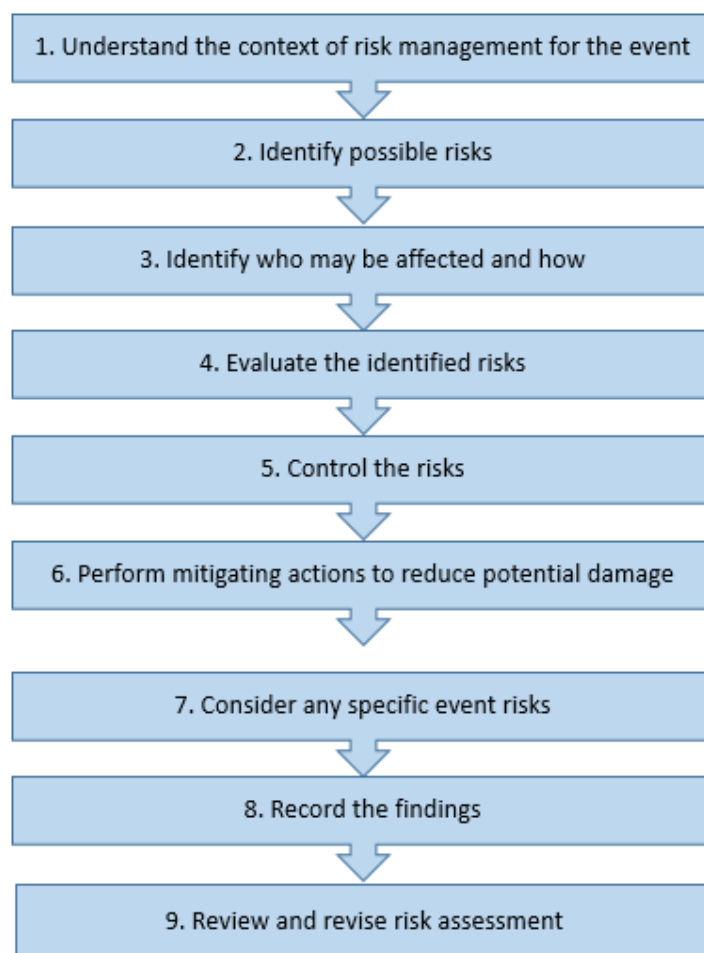 1. Understand the context of risk management for the event
2. Identify possible risks
3. Identify who may be affected and how
4. Evaluate the identified risks
5. Control the risks
6. Perform mitigating actions to reduce potential damage
7. Consider any specific event risks
8. Record the findings
9. Review and revise risk assessment